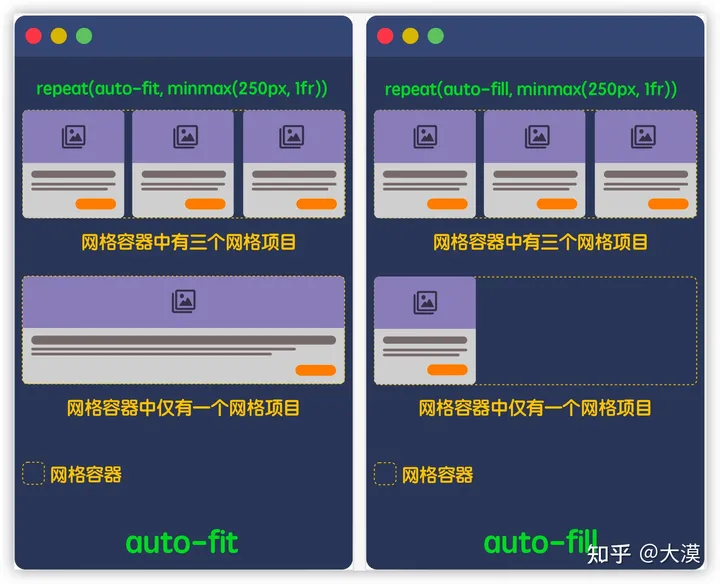 repeat(auto-fit, minmax(250px, 1fr))
网格容器中有三个网格项目
网格容器中仅有一个网格项目
网格容器
auto-fit
repeat(auto-fill, minmax(250px, 1fr))
网格容器中有三个网格项目
网格容器中仅有一个网格项目
网格容器
auto-fill
知乎 @大漠